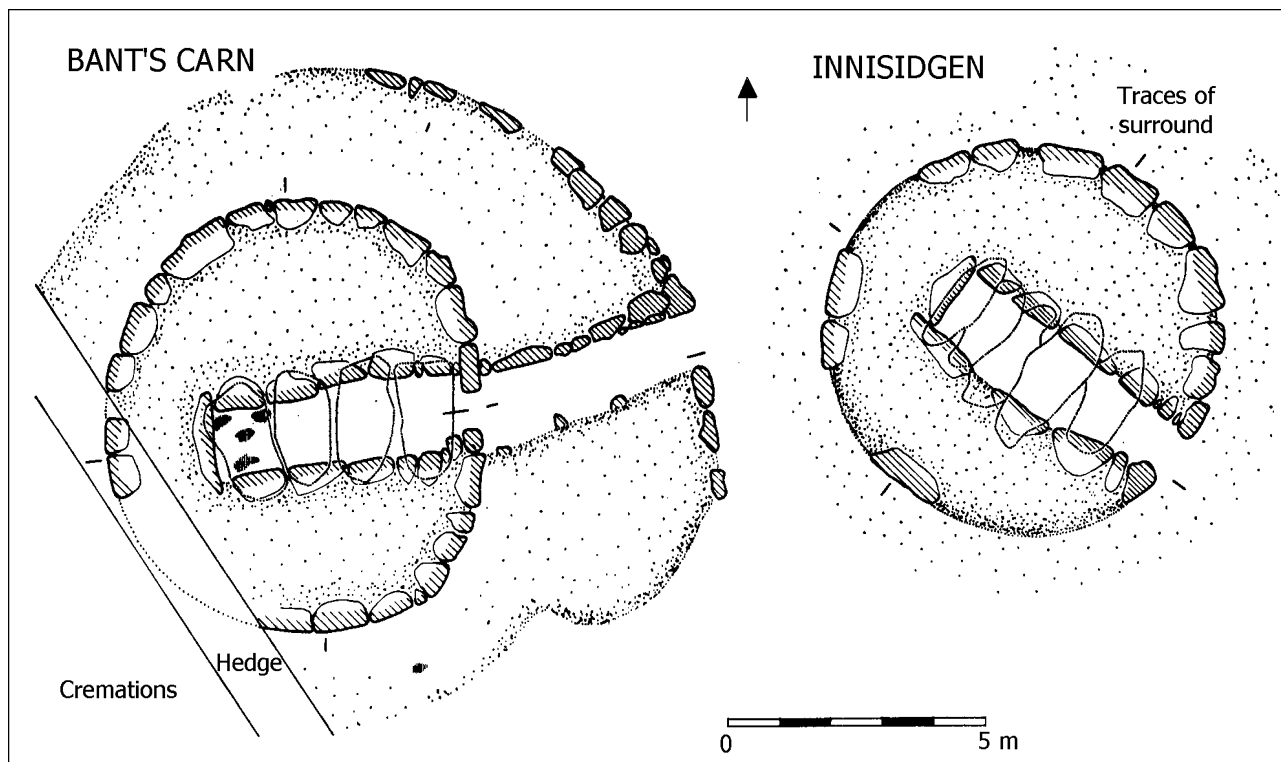 BANT'S CARN
INNISIDGEN
Traces of
surround
Hedge
Cremations
0
5 m